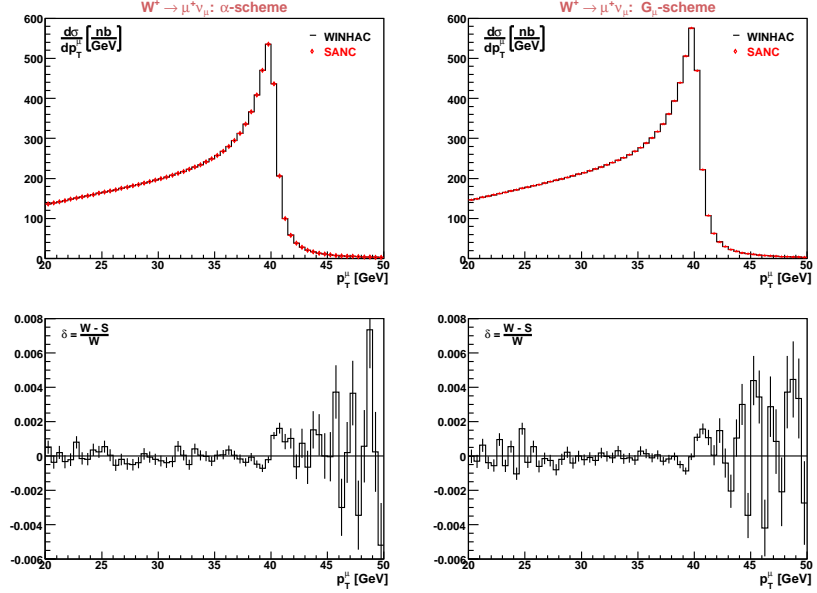 W⁺ → μ⁺ν_μ: α-scheme
dσ/dp_T^μ [nb/GeV]
WINHAC
SANC
600
500
400
300
200
100
0
20 25 30 35 40 45 50
p_T^μ [GeV]
W⁺ → μ⁺ν_μ: G_μ-scheme
dσ/dp_T^μ [nb/GeV]
WINHAC
SANC
600
500
400
300
200
100
0
20 25 30 35 40 45 50
p_T^μ [GeV]
δ = (W - S)/W
0.008
0.006
0.004
0.002
0
-0.002
-0.004
-0.006
20 25 30 35 40 45 50
p_T^μ [GeV]
δ = (W - S)/W
0.008
0.006
0.004
0.002
0
-0.002
-0.004
-0.006
20 25 30 35 40 45 50
p_T^μ [GeV]